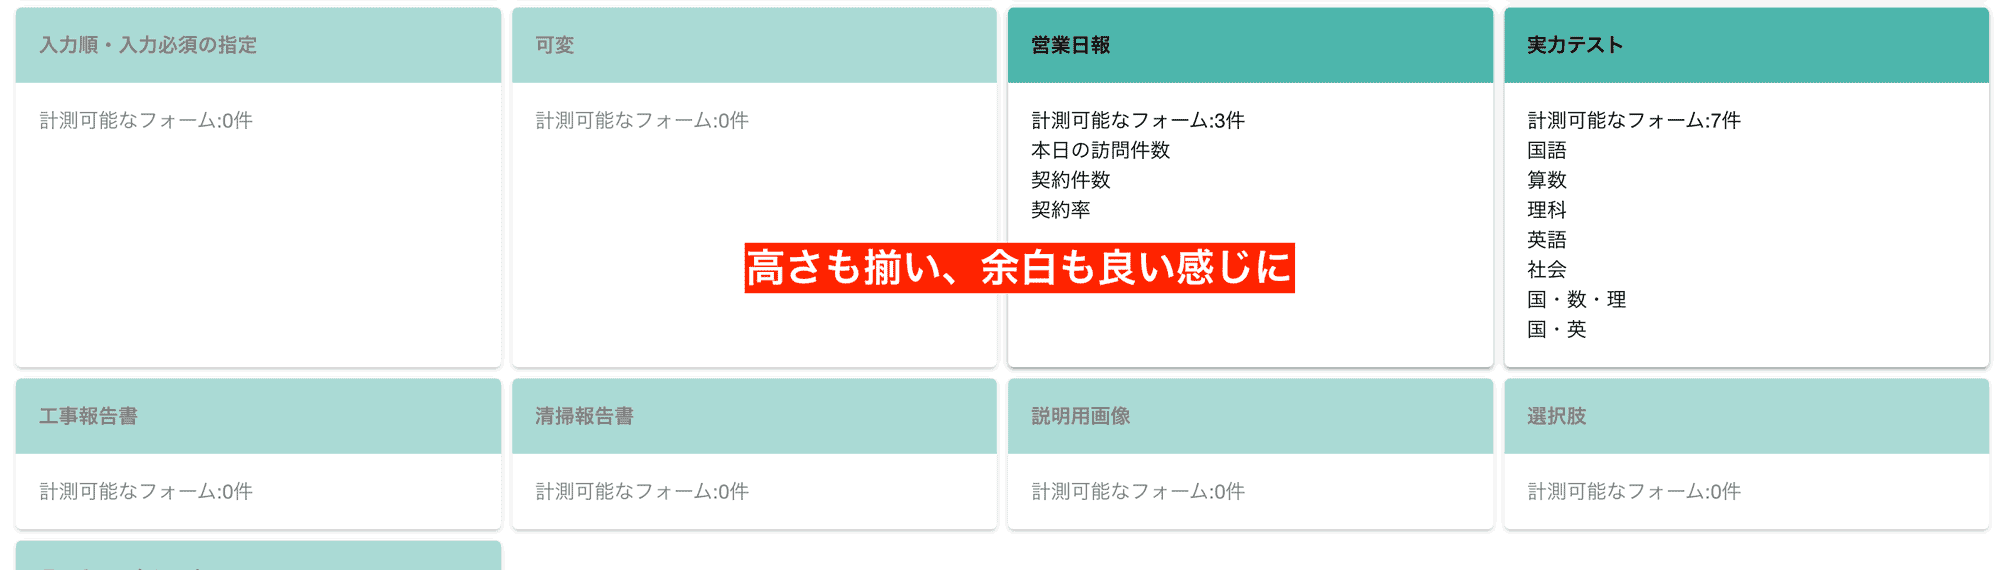 入力順・入力必須の指定
計測可能なフォーム:0件
可変
計測可能なフォーム:0件
営業日報
計測可能なフォーム:3件
本日の訪問件数
契約件数
契約率
実力テスト
計測可能なフォーム:7件
国語
算数
理科
英語
社会
国・数・理
国・英
高さも揃い、余白も良い感じに
工事報告書
計測可能なフォーム:0件
清掃報告書
計測可能なフォーム:0件
説明用画像
計測可能なフォーム:0件
選択肢
計測可能なフォーム:0件